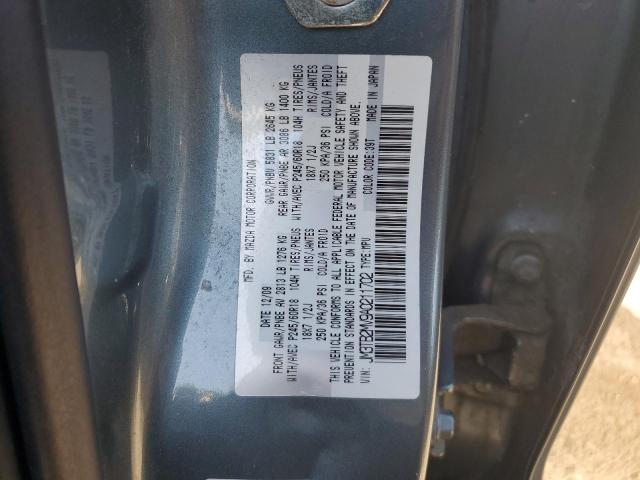 MFD. BY MAZDA MOTOR CORPORATION
DATE 12/09 GVWR/PNBV 5831 LB 2645 KG
FRONT GAWR/PNBE AV 2813 LB 1276 KG REAR GAWR/PNBE AR 3086 LB 1400 KG
WITH/AVEC P245/60R18 104H TIRES/PNEUS WITH/AVEC P245/60R18 104H TIRES/PNEUS
18X7 1/2J RIMS/JANTES 18X7 1/2J RIMS/JANTES
250 KPA/36 PSI COLD/A FROID 250 KPA/36 PSI COLD/A FROID
THIS VEHICLE CONFORMS TO ALL APPLICABLE FEDERAL MOTOR VEHICLE SAFETY AND THEFT
PREVENTION STANDARDS IN EFFECT ON THE DATE OF MANUFACTURE SHOWN ABOVE.
COLOR CODE:39T MADE IN JAPAN
VIN: JM3TB2MV9A0211702 TYPE:MPV